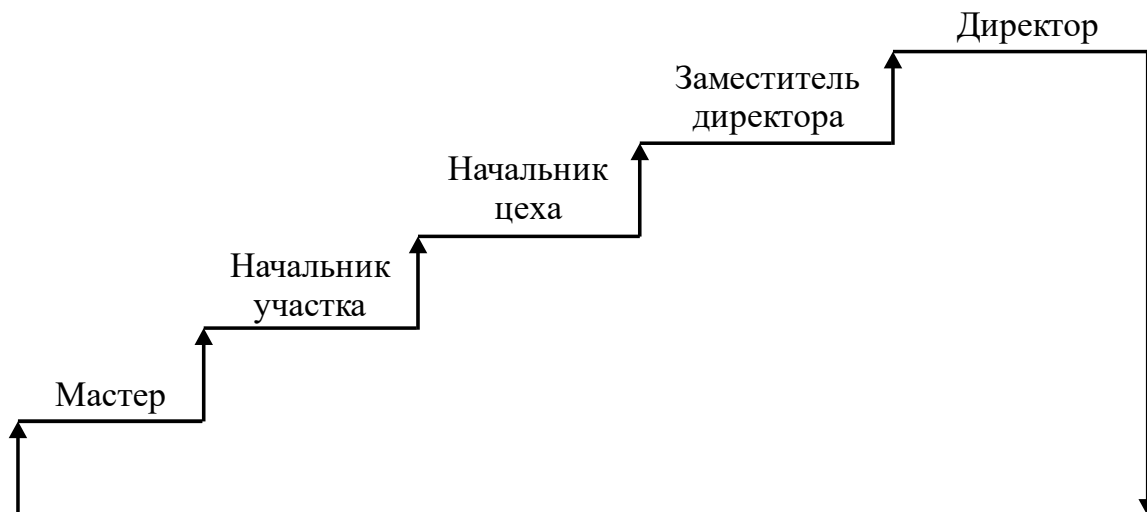 Директор
Заместитель
директора
Начальник
цеха
Начальник
участка
Мастер